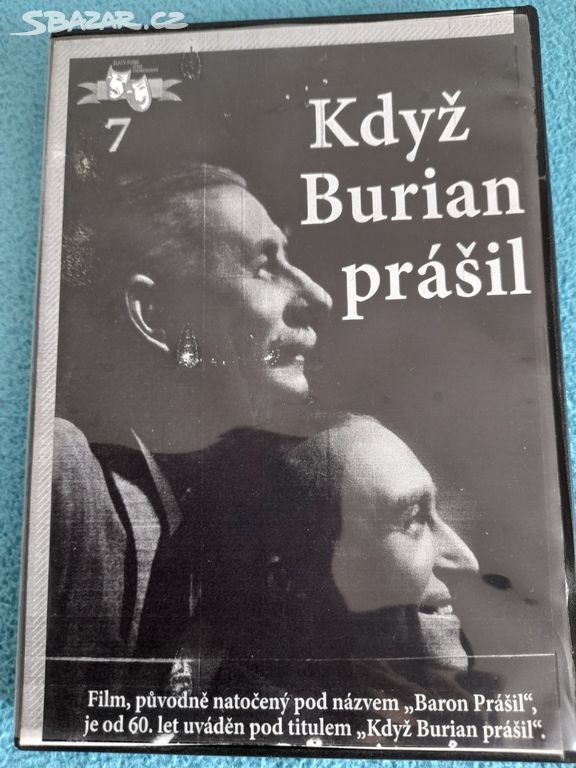 SBAZAR.CZ
7
Když
Burian
prášil
Film, původně natočený pod názvem „Baron Prášil“,
je od 60. let uváděn pod titulem „Když Burian prášil“.